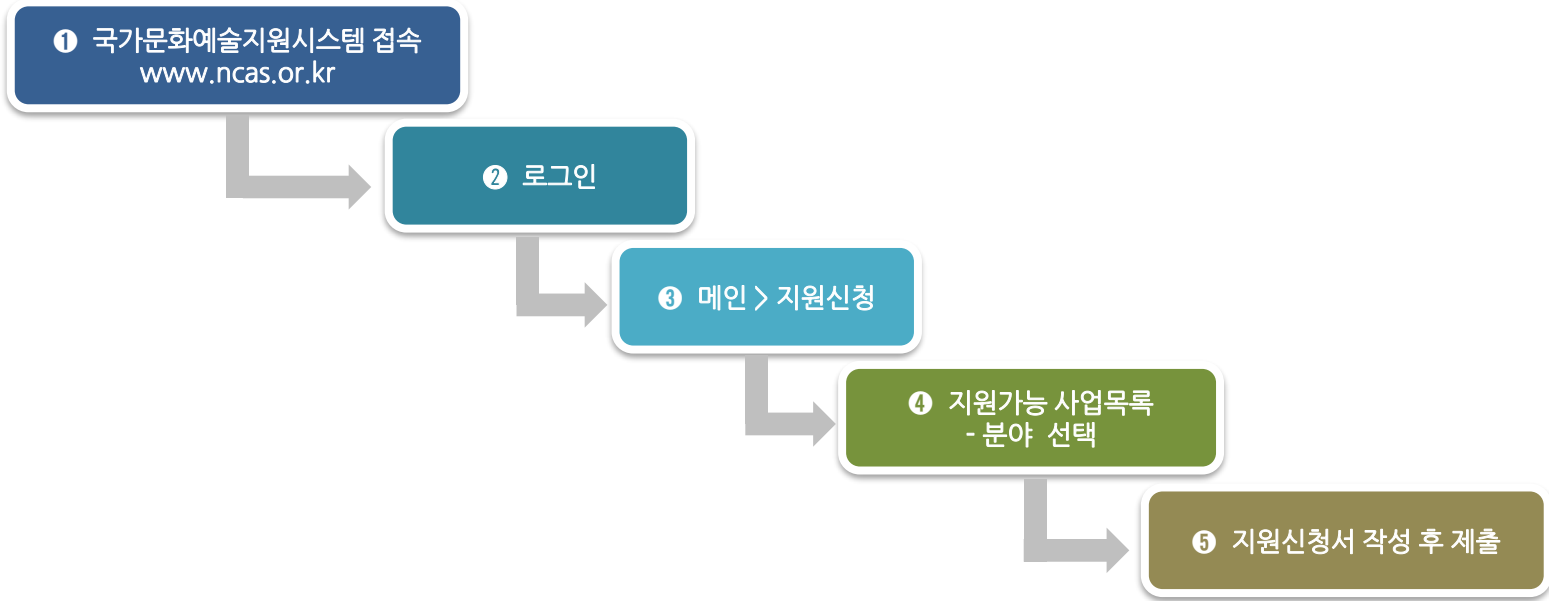 ❶ 국가문화예술지원시스템 접속
www.ncas.or.kr
❷ 로그인
❸ 메인 > 지원신청
❹ 지원가능 사업목록
- 분야 선택
❺ 지원신청서 작성 후 제출